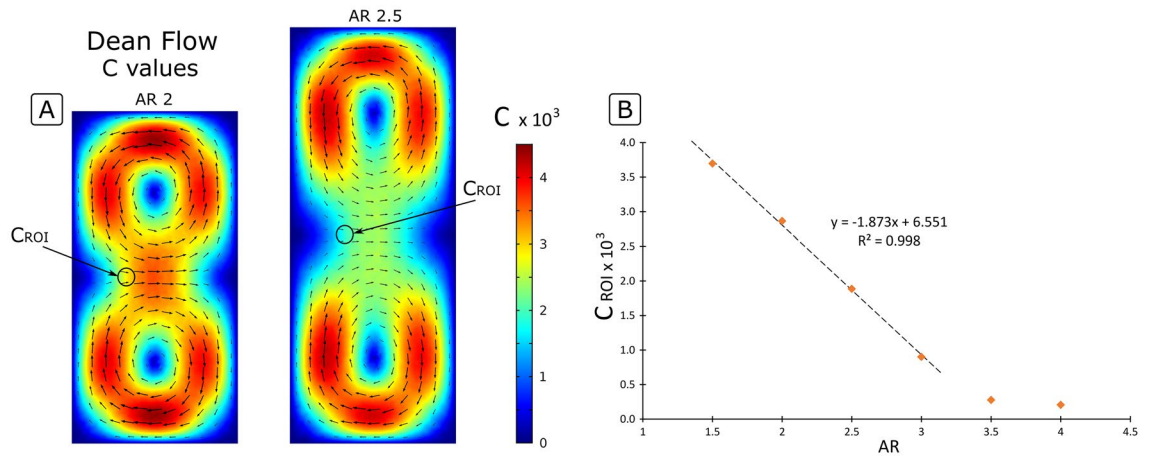 Dean Flow
C values
A
AR 2
AR 2.5
CROI
CROI
C x 10³
4
3
2
1
0
B
4.0
3.5
3.0
2.5
2.0
1.5
1.0
0.5
0.0
C ROI x 10³
y = -1.873x + 6.551
R² = 0.998
1
1.5
2
2.5
3
3.5
4
4.5
AR